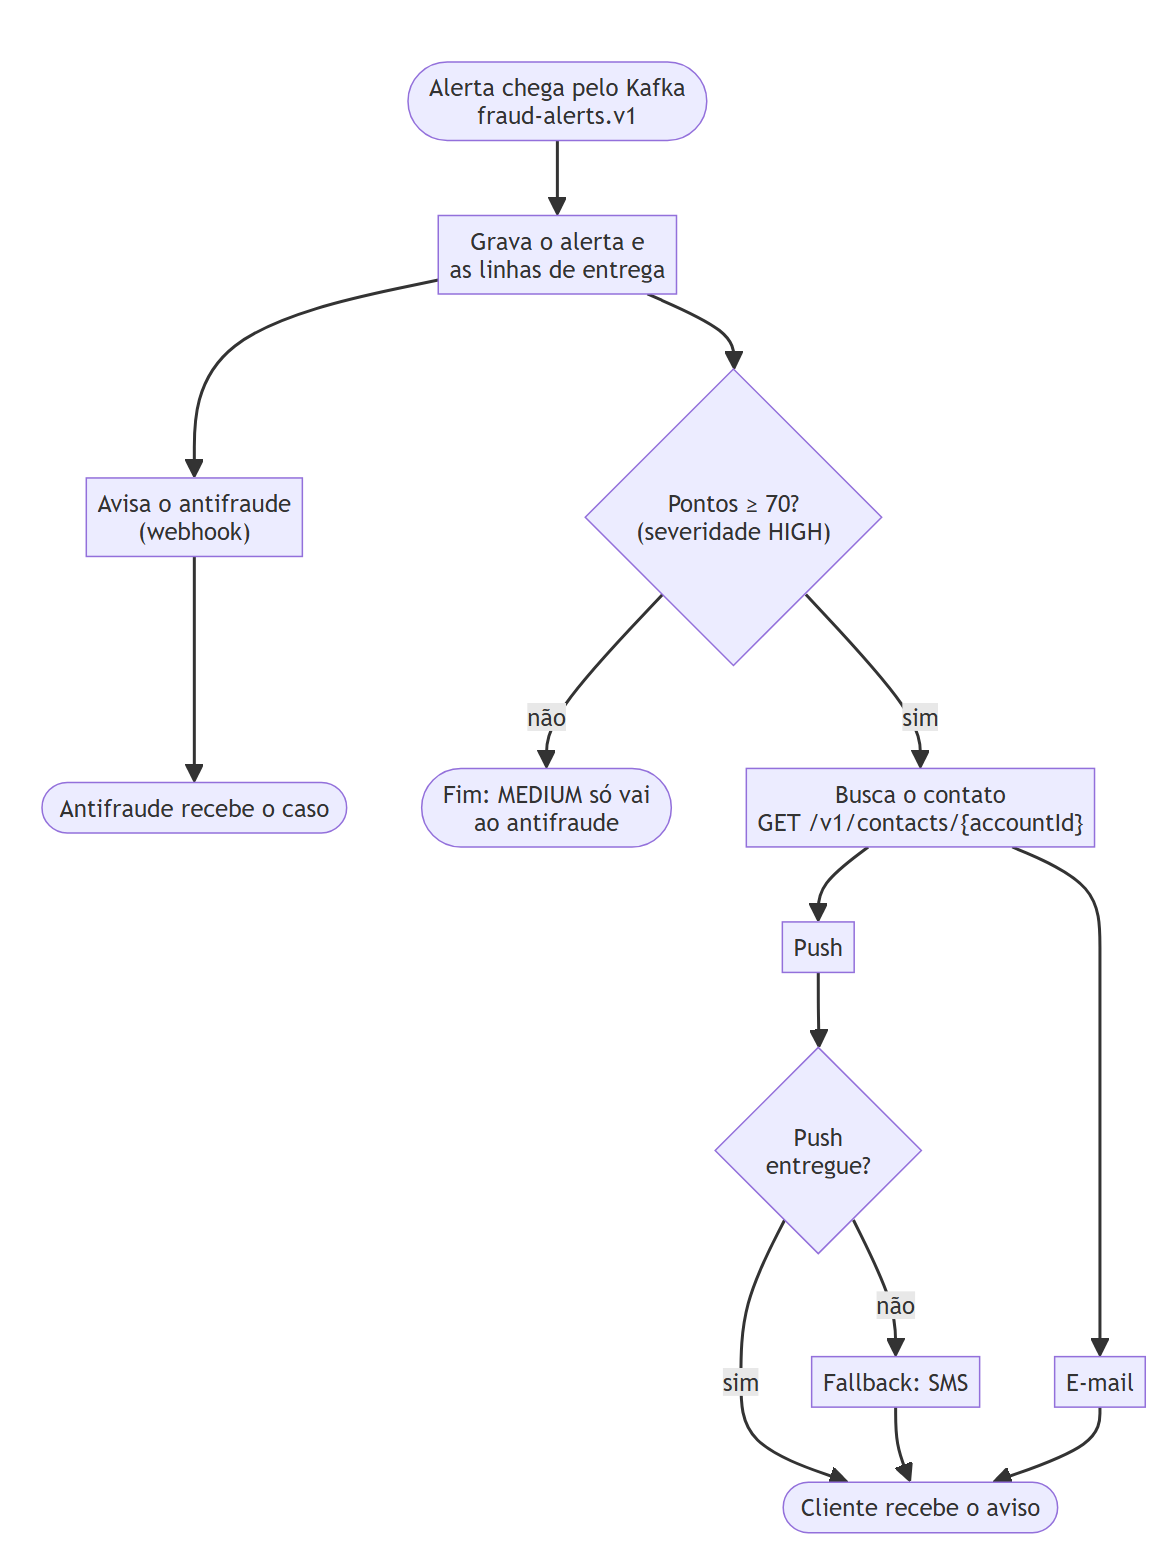 Alerta chega pelo Kafka
fraud-alerts.v1
Grava o alerta e
as linhas de entrega
Avisa o antifraude
(webhook)
Pontos ≥ 70?
(severidade HIGH)
não
sim
Antifraude recebe o caso
Fim: MEDIUM só vai
ao antifraude
Busca o contato
GET /v1/contacts/{accountId}
Push
Push
entregue?
não
sim
Fallback: SMS
E-mail
Cliente recebe o aviso